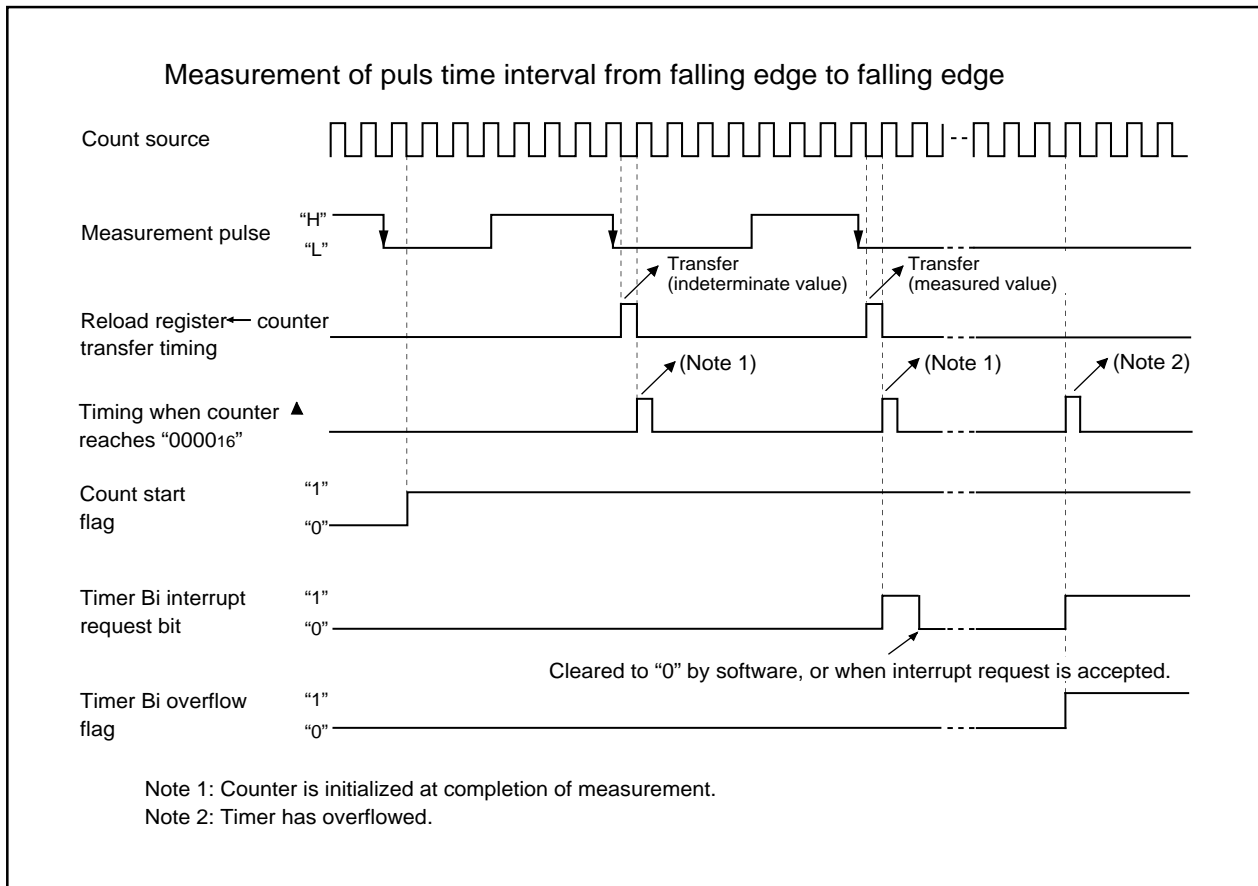 Measurement of puls time interval from falling edge to falling edge
Count source
Measurement pulse
“H”
“L”
Transfer
(indeterminate value)
Transfer
(measured value)
Reload register ← counter
transfer timing
(Note 1)
(Note 1)
(Note 2)
Timing when counter
reaches “0000₁₆”
Count start
flag
“1”
“0”
Timer Bi interrupt
request bit
“1”
“0”
Cleared to “0” by software, or when interrupt request is accepted.
Timer Bi overflow
flag
“1”
“0”
Note 1: Counter is initialized at completion of measurement.
Note 2: Timer has overflowed.